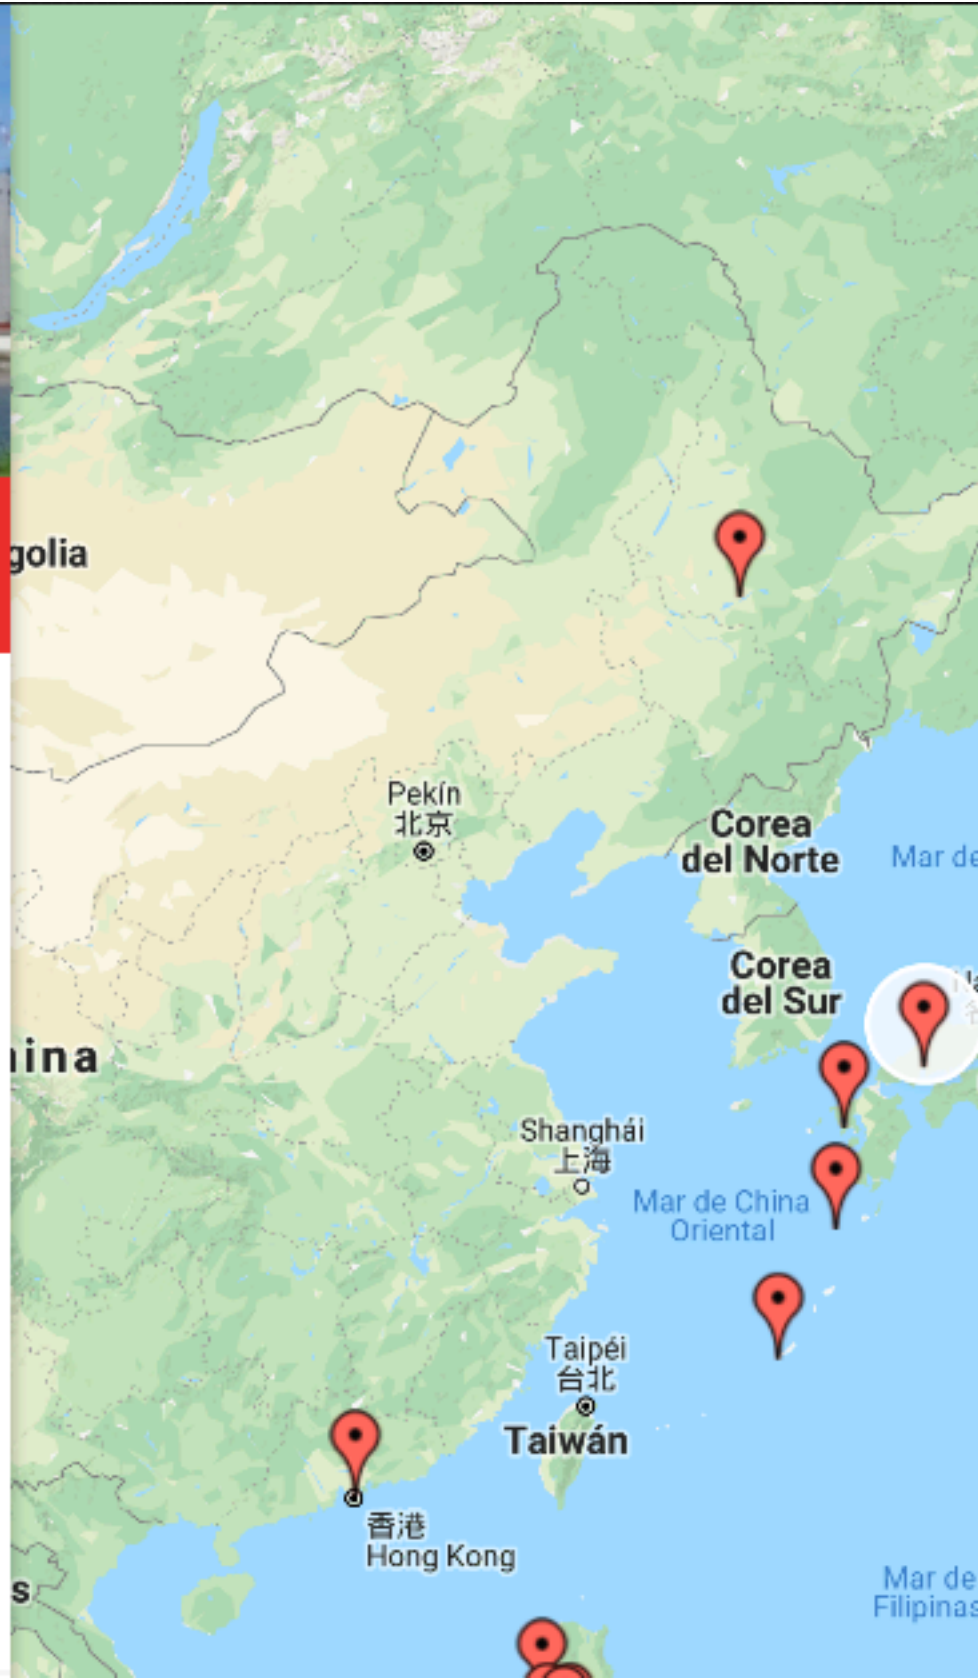 golia
Pekín
北京
Corea
del Norte
Mar de
Corea
del Sur
ina
Shanghái
上海
Mar de China
Oriental
Taipéi
台北
Taiwán
香港
Hong Kong
s
Mar de
Filipinas